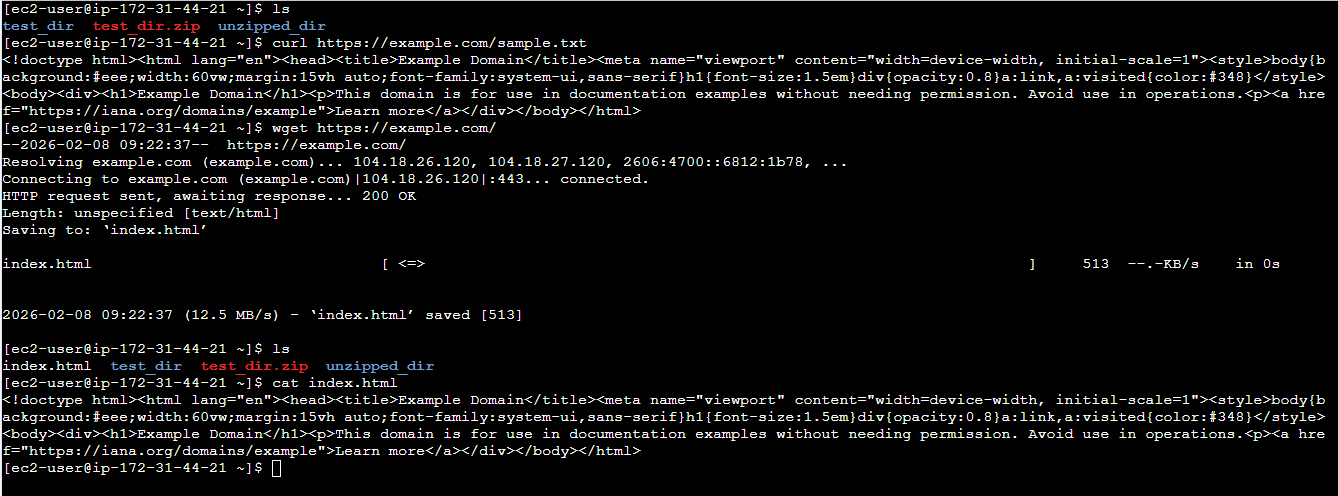 [ec2-user@ip-172-31-44-21 ~]$ ls
test_dir  test_dir.zip  unzipped_dir
[ec2-user@ip-172-31-44-21 ~]$ curl https://example.com/sample.txt
<!doctype html><html lang="en"><head><title>Example Domain</title><meta name="viewport" content="width=device-width, initial-scale=1"><style>body{b
ackground:#eee;width:60vw;margin:15vh auto;font-family:system-ui,sans-serif}h1{font-size:1.5em}div{opacity:0.8}a:link,a:visited{color:#348}</style>
<body><div><h1>Example Domain</h1><p>This domain is for use in documentation examples without needing permission. Avoid use in operations.<p><a hre
f="https://iana.org/domains/example">Learn more</a></div></body></html>
[ec2-user@ip-172-31-44-21 ~]$ wget https://example.com/
--2026-02-08 09:22:37--  https://example.com/
Resolving example.com (example.com)... 104.18.26.120, 104.18.27.120, 2606:4700::6812:1b78, ...
Connecting to example.com (example.com)|104.18.26.120|:443... connected.
HTTP request sent, awaiting response... 200 OK
Length: unspecified [text/html]
Saving to: ‘index.html’
index.html                                [ <=>                                                                   ]     513  --.-KB/s    in 0s
2026-02-08 09:22:37 (12.5 MB/s) - ‘index.html’ saved [513]
[ec2-user@ip-172-31-44-21 ~]$ ls
index.html  test_dir  test_dir.zip  unzipped_dir
[ec2-user@ip-172-31-44-21 ~]$ cat index.html
<!doctype html><html lang="en"><head><title>Example Domain</title><meta name="viewport" content="width=device-width, initial-scale=1"><style>body{b
ackground:#eee;width:60vw;margin:15vh auto;font-family:system-ui,sans-serif}h1{font-size:1.5em}div{opacity:0.8}a:link,a:visited{color:#348}</style>
<body><div><h1>Example Domain</h1><p>This domain is for use in documentation examples without needing permission. Avoid use in operations.<p><a hre
f="https://iana.org/domains/example">Learn more</a></div></body></html>
[ec2-user@ip-172-31-44-21 ~]$